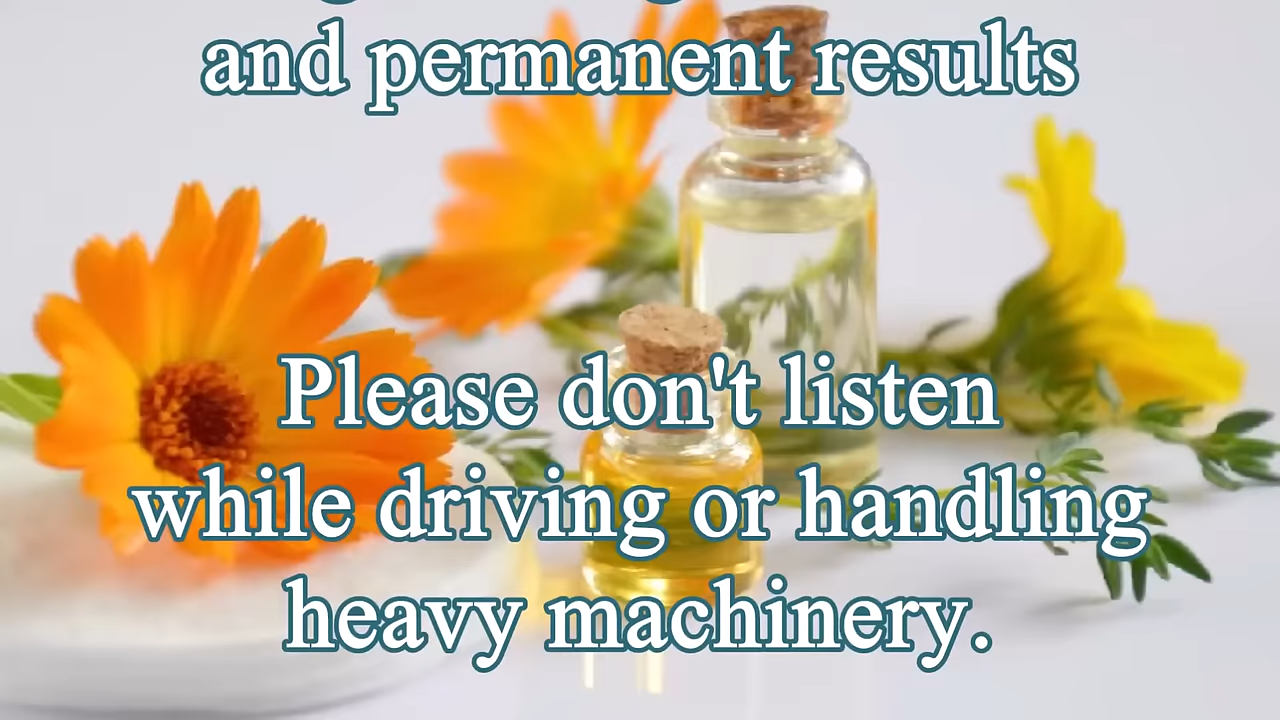 and permanent results
Please don't listen
while driving or handling
heavy machinery.